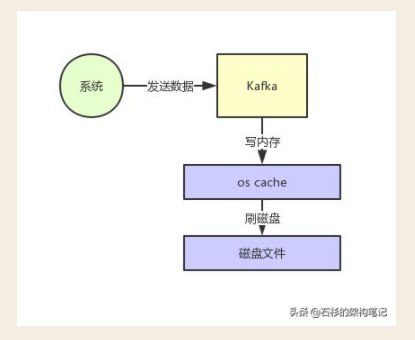 系统
发送数据
Kafka
写内存
os cache
刷磁盘
磁盘文件
头条 @石杉的架构笔记